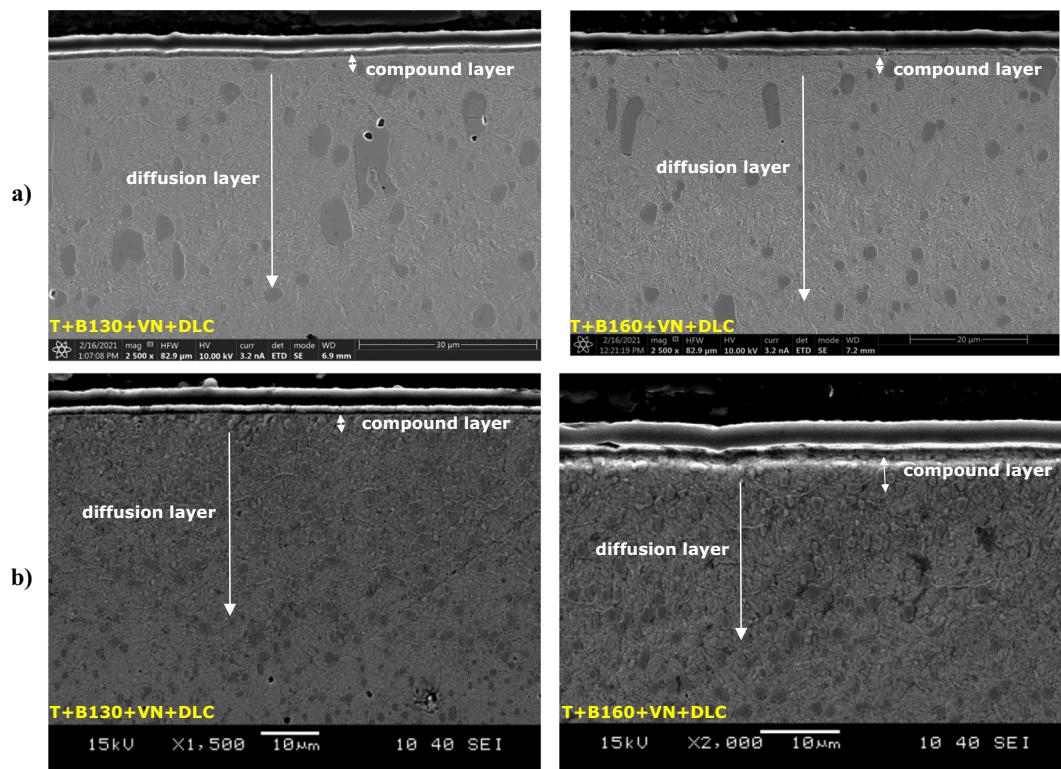 a)
compound layer
diffusion layer
T+B130+VN+DLC
2/16/2021 mag HFW HV curr det mode WD
1:07:08 PM 2 500 x 82.9 µm 10.00 kV 3.2 nA ETD SE 6.9 mm 30 µm
compound layer
diffusion layer
T+B160+VN+DLC
2/16/2021 mag HFW HV curr det mode WD
12:21:19 PM 2 500 x 82.9 µm 10.00 kV 3.2 nA ETD SE 7.2 mm 20 µm
b)
compound layer
diffusion layer
T+B130+VN+DLC
15kV X1,500 10µm 10 40 SEI
compound layer
diffusion layer
T+B160+VN+DLC
15kV X2,000 10µm 10 40 SEI